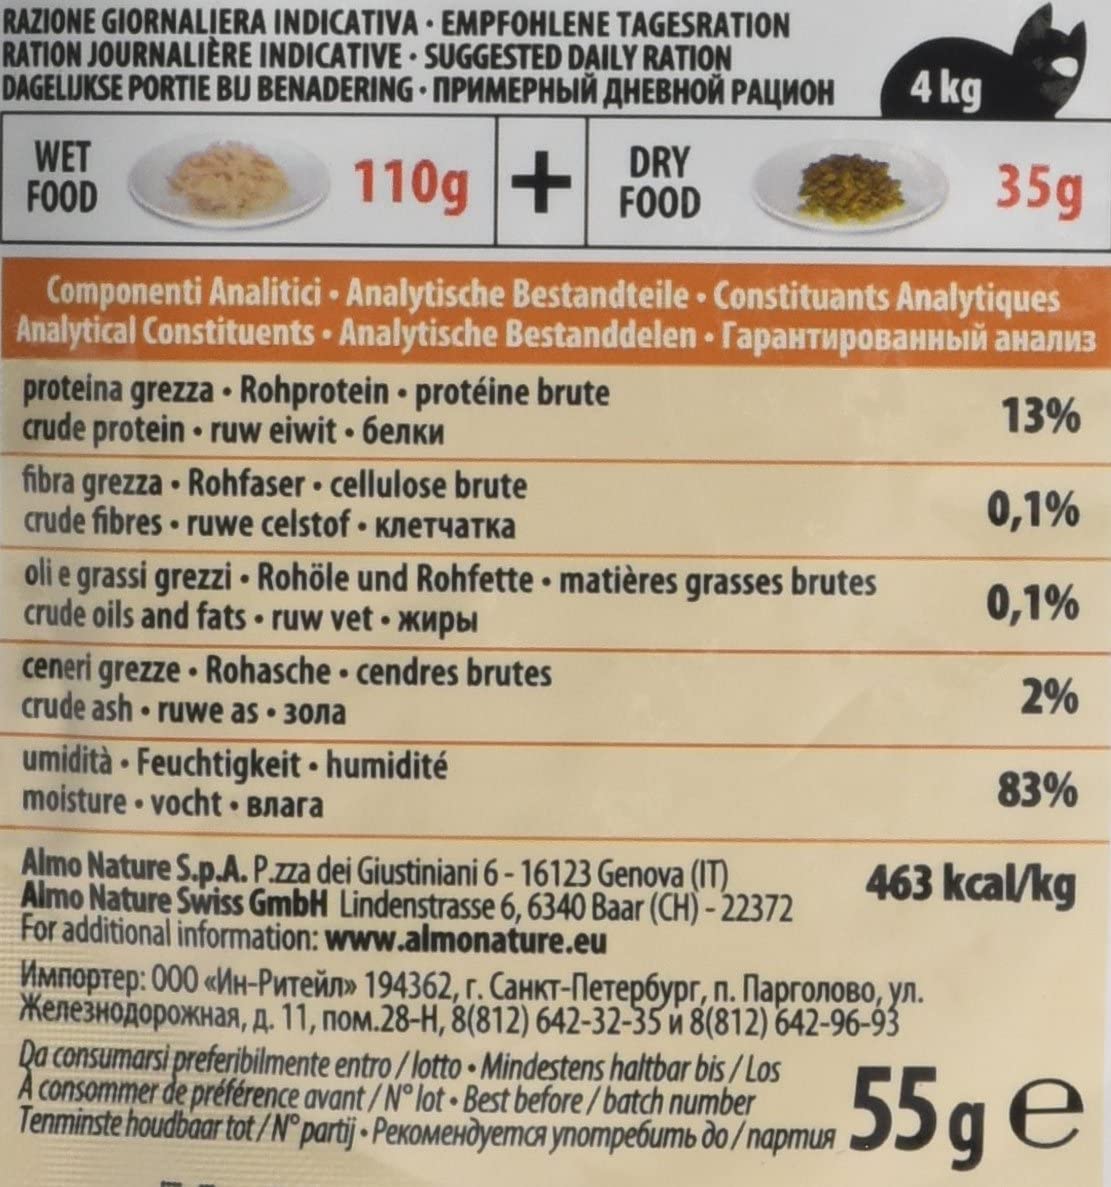 RAZIONE GIORNALIERA INDICATIVA • EMPFOHLENE TAGESRATION
RATION JOURNALIÈRE INDICATIVE • SUGGESTED DAILY RATION
DAGELIJKSE PORTIE BIJ BENADERING • ПРИМЕРНЫЙ ДНЕВНОЙ РАЦИОН
4 kg
WET
FOOD
110g
+
DRY
FOOD
35g
Componenti Analitici • Analytische Bestandteile • Constituants Analytiques
Analytical Constituents • Analytische Bestanddelen • Гарантированный анализ
proteina grezza • Rohprotein • protéine brute
crude protein • ruw eiwit • белки
13%
fibra grezza • Rohfaser • cellulose brute
crude fibres • ruwe celstof • клетчатка
0,1%
oli e grassi grezzi • Rohöle und Rohfette • matières grasses brutes
crude oils and fats • ruw vet • жиры
0,1%
ceneri grezze • Rohasche • cendres brutes
crude ash • ruwe as • зола
2%
umidità • Feuchtigkeit • humidité
moisture • vocht • влага
83%
Almo Nature S.p.A. P.zza dei Giustiniani 6 - 16123 Genova (IT)
Almo Nature Swiss GmbH Lindenstrasse 6, 6340 Baar (CH) - 22372
For additional information: www.almonature.eu
463 kcal/kg
Импортер: ООО «Ин-Ритейл» 194362, г. Санкт-Петербург, п. Парголово, ул.
Железнодорожная, д. 11, пом.28-Н, 8(812) 642-32-35 и 8(812) 642-96-93
Da consumarsi preferibilmente entro / lotto • Mindestens haltbar bis / Los
A consommer de préférence avant / N° lot • Best before / batch number
Tenminste houdbaar tot / N° partij • Рекомендуется употребить до / партия
55g e